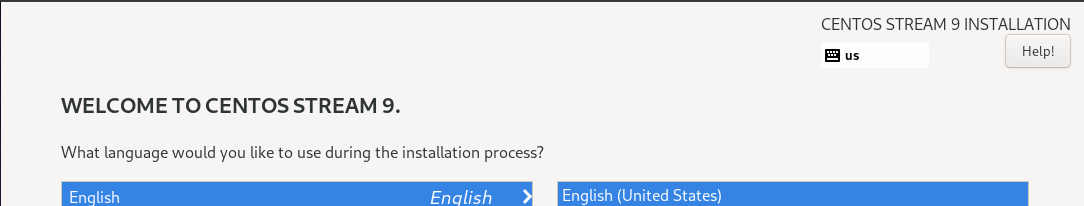 CENTOS STREAM 9 INSTALLATION
us
Help!
WELCOME TO CENTOS STREAM 9.
What language would you like to use during the installation process?
English English
English (United States)